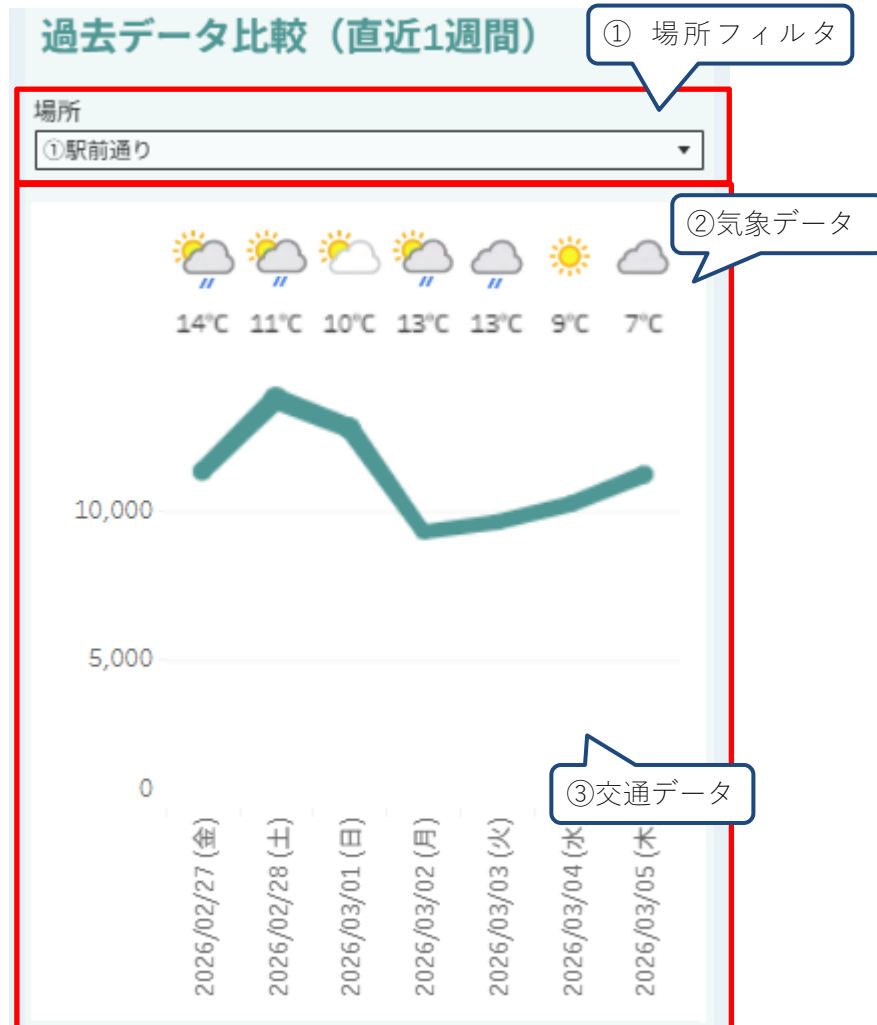 過去データ比較（直近1週間）
① 場所フィルタ
場所
①駅前通り
②気象データ
14℃ 11℃ 10℃ 13℃ 13℃ 9℃ 7℃
10,000
5,000
0
③交通データ
2026/02/27 (金)
2026/02/28 (土)
2026/03/01 (日)
2026/03/02 (月)
2026/03/03 (火)
2026/03/04 (水
2026/03/05 (木